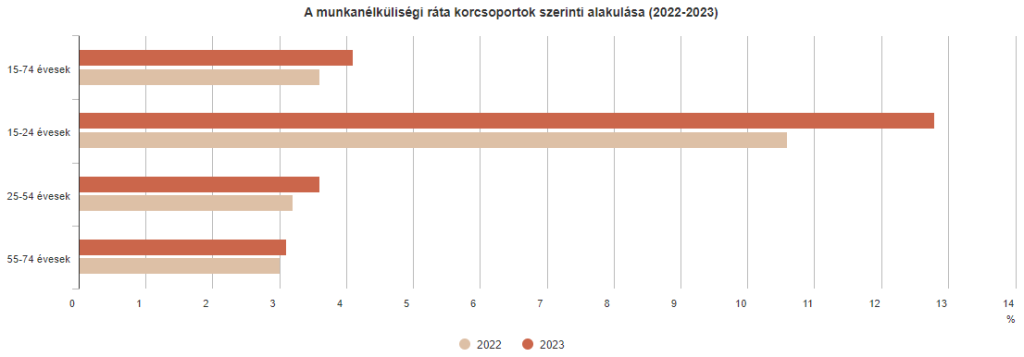 A munkanélküliségi ráta korcsoportok szerinti alakulása (2022-2023)
15-74 évesek
15-24 évesek
25-54 évesek
55-74 évesek
0 1 2 3 4 5 6 7 8 9 10 11 12 13 14
%
2022 2023